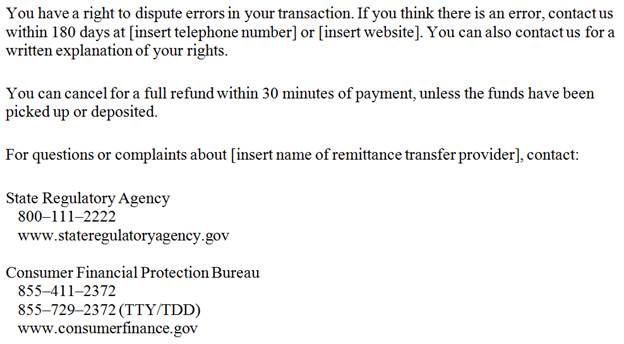 You have a right to dispute errors in your transaction. If you think there is an error, contact us
within 180 days at [insert telephone number] or [insert website]. You can also contact us for a
written explanation of your rights.
You can cancel for a full refund within 30 minutes of payment, unless the funds have been
picked up or deposited.
For questions or complaints about [insert name of remittance transfer provider], contact:
State Regulatory Agency
800–111–2222
www.stateregulatoryagency.gov
Consumer Financial Protection Bureau
855–411–2372
855–729–2372 (TTY/TDD)
www.consumerfinance.gov